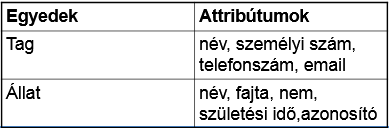 Egyedek Attribútumok
Tag név, személyi szám,
telefonszám, email
Állat név, fajta, nem,
születési idő,azonosító